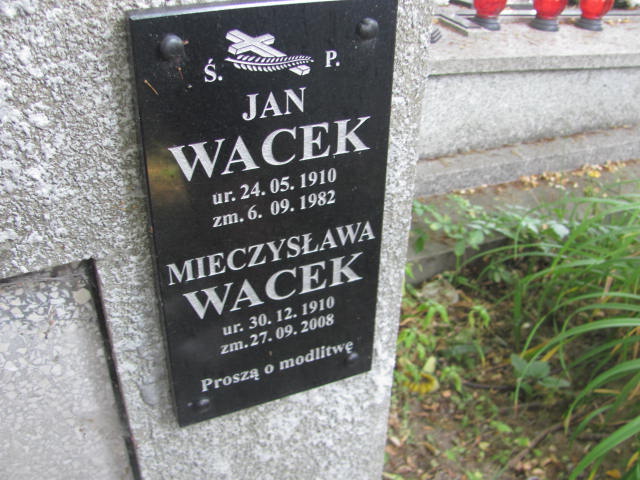 Ś. P.
JAN
WACEK
ur. 24. 05. 1910
zm. 6. 09. 1982
MIECZYSŁAWA
WACEK
ur. 30. 12. 1910
zm. 27. 09. 2008
Proszą o modlitwę